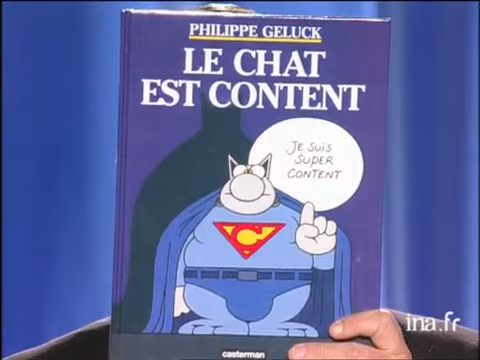 PHILIPPE GELUCK
LE CHAT
EST CONTENT
JE SUIS
SUPER
CONTENT
C
casterman
ina.fr